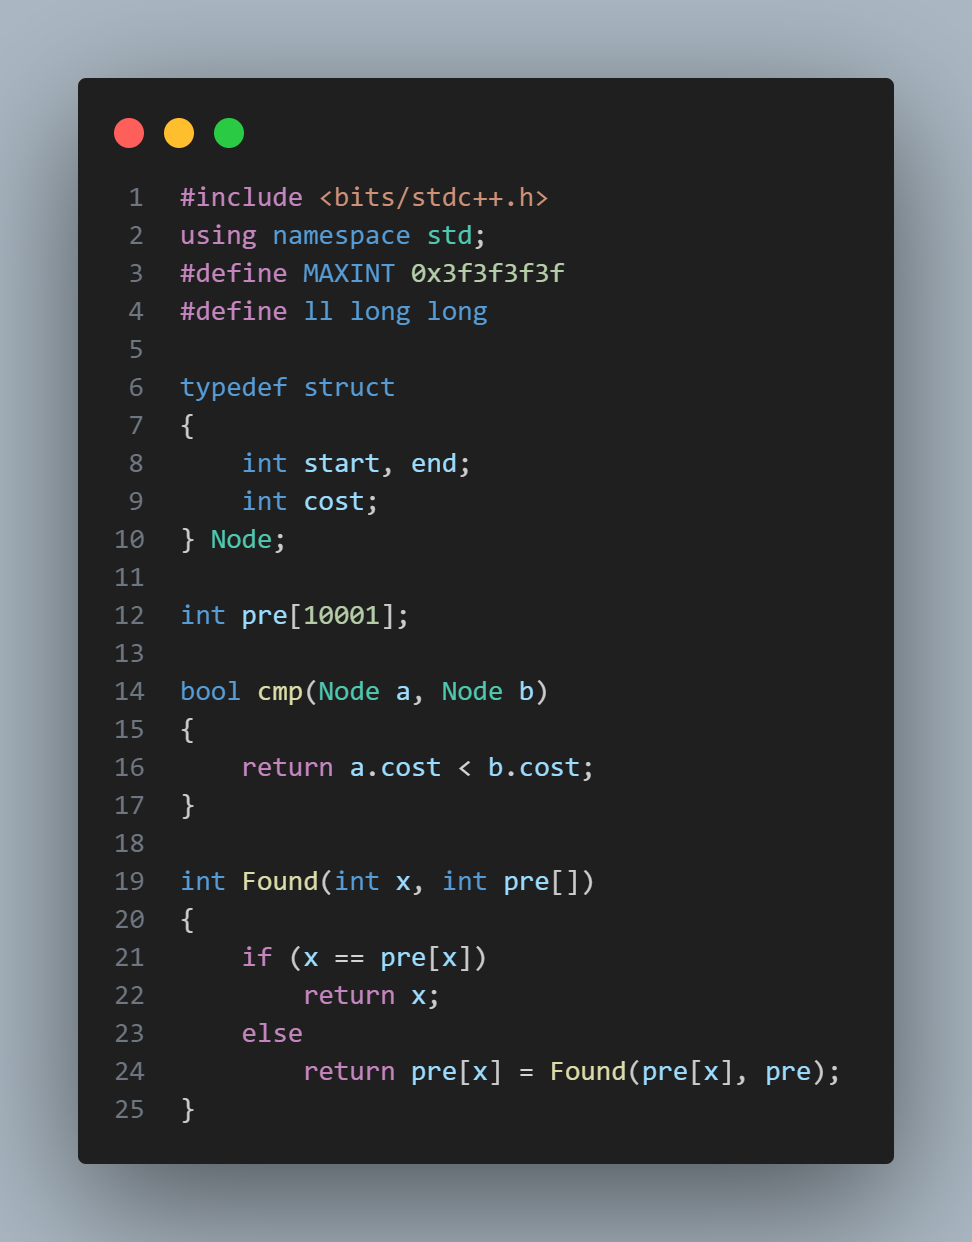 1 #include <bits/stdc++.h>
2 using namespace std;
3 #define MAXINT 0x3f3f3f3f
4 #define ll long long
5
6 typedef struct
7 {
8     int start, end;
9     int cost;
10 } Node;
11
12 int pre[10001];
13
14 bool cmp(Node a, Node b)
15 {
16     return a.cost < b.cost;
17 }
18
19 int Found(int x, int pre[])
20 {
21     if (x == pre[x])
22         return x;
23     else
24         return pre[x] = Found(pre[x], pre);
25 }